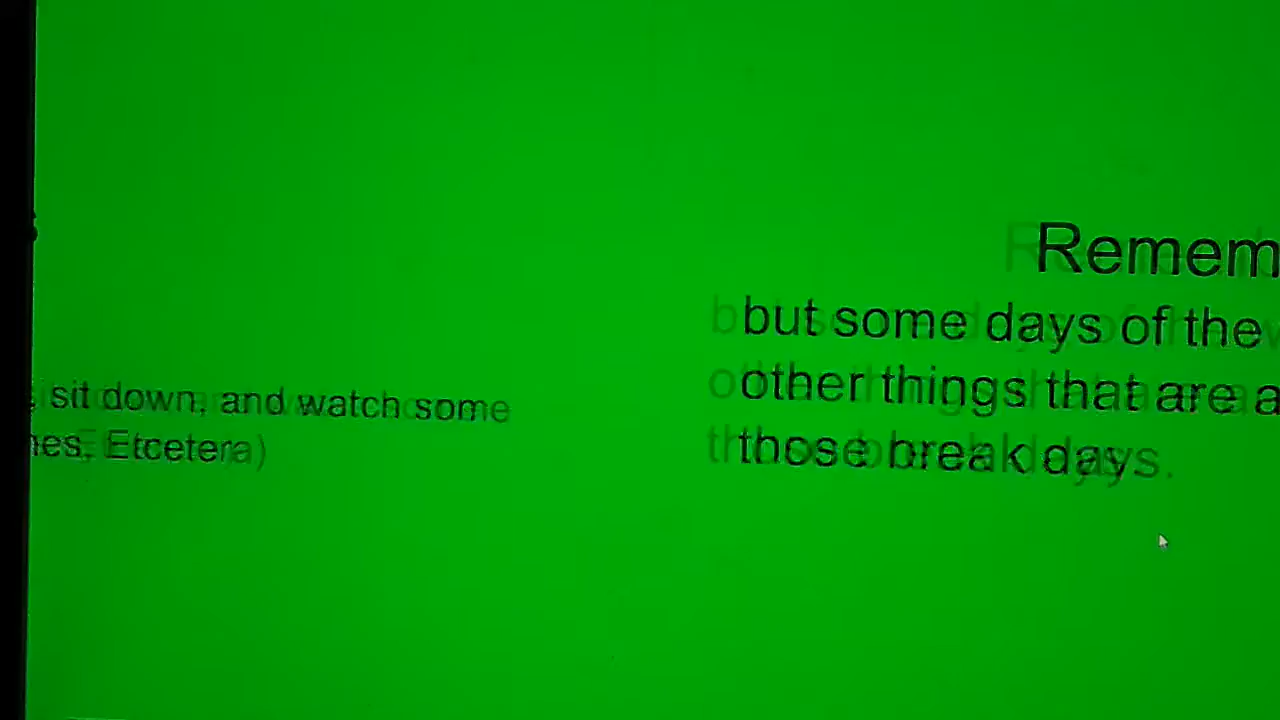 sit down, and watch some
Etcetera)
Remem
but some days of the
other things that are a
those break days.